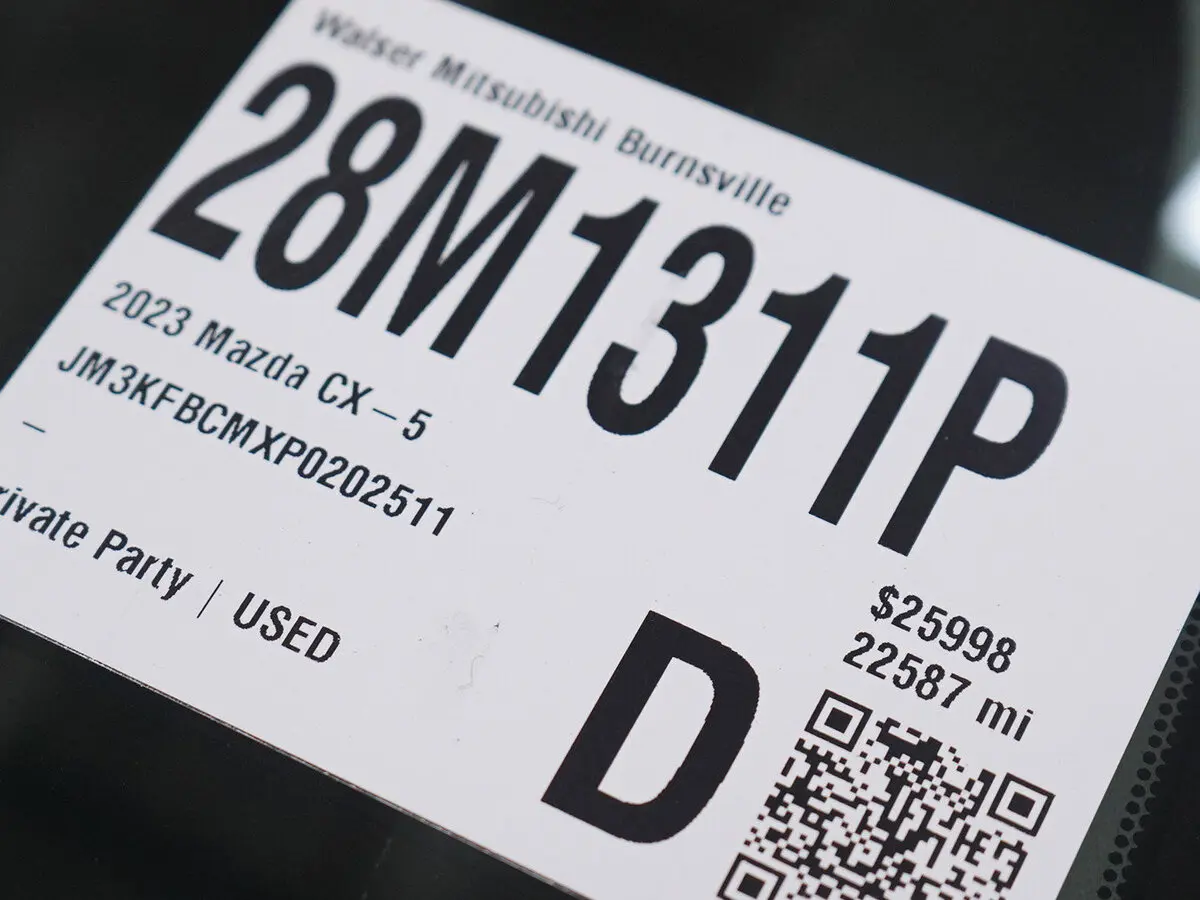 Walser Mitsubishi Burnsville
28M1311P
2023 Mazda CX-5
JM3KFBCMXP0202511
-
rivate Party | USED
D
$25998
22587 mi